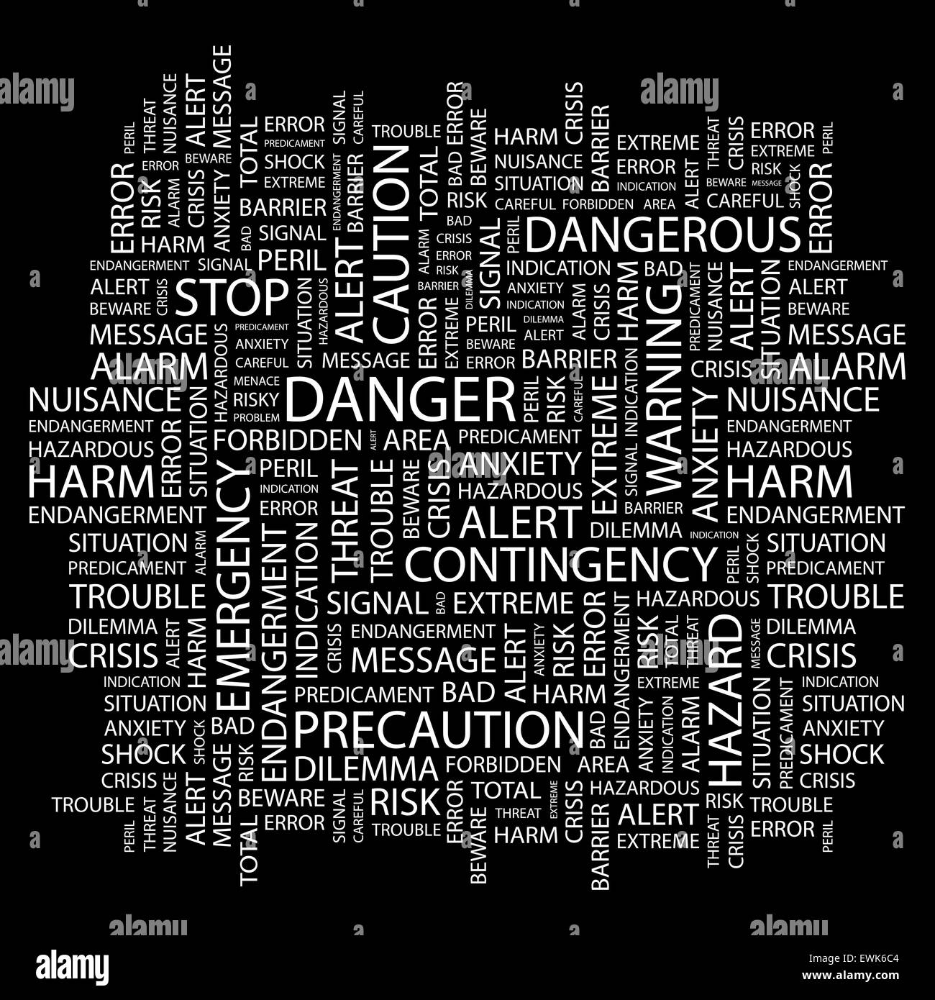 MESSAGE
ALERT
NUISANCE
THREAT
PERIL
TOTAL
ERROR
PREDICAMENT
SHOCK
EXTREME
BARRIER
SIGNAL
CAREFUL
TROUBLE
BAD ERROR
BEWARE
HARM
CRISIS
BARRIER
EXTREME
THREAT
CRISIS
ERROR
PERIL
EXTREME
RISK
MESSAGE
SHOCK
BEWARE
ERROR
ERROR
RISK
ALARM
CRISIS
ANXIETY
HARM
BAD
SIGNAL
ENDANGERMENT
BARRIER
CAUTION
TOTAL
RISK
NUISANCE
SITUATION
CAREFUL
FORBIDDEN
AREA
ERROR
INDICATION
ALERT
BEWARE
CAREFUL
ERROR
ENDANGERMENT
SIGNAL
PERIL
ALERT
ALARM
BAD
CRISIS
ERROR
RISK
BARRIER
DILEMMA
SIGNAL
PERIL
DANGEROUS
ENDANGERMENT
ALERT
CRISIS
BEWARE
STOP
SITUATION
HAZARDOUS
ERROR
EXTREME
INDICATION
ANXIETY
INDICATION
DILEMMA
PERIL
ALERT
BEWARE
ERROR
BARRIER
ALARM
CRISIS
HARM
BAD
WARNING
PREDICAMENT
NUISANCE
ALERT
SITUATION
ALERT
BEWARE
MESSAGE
ALARM
HAZARDOUS
PREDICAMENT
ANXIETY
CAREFUL
MESSAGE
CRISIS
MESSAGE
ALARM
NUISANCE
SITUATION
MENACE
RISKY
PROBLEM
DANGER
PERIL
RISK
CAREFUL
EXTREME
INDICATION
ANXIETY
NUISANCE
ENDANGERMENT
HAZARDOUS
ERROR
FORBIDDEN
ALERT
AREA
PREDICAMENT
SIGNAL
ENDANGERMENT
HAZARDOUS
HARM
EMERGENCY
PERIL
INDICATION
ERROR
THREAT
TROUBLE
BEWARE
CRISIS
ANXIETY
HAZARDOUS
BARRIER
HARM
ENDANGERMENT
ALERT
DILEMMA
INDICATION
ENDANGERMENT
SITUATION
ALARM
ENDANGERMENT
INDICATION
CONTINGENCY
PERIL
SHOCK
SITUATION
PREDICAMENT
PREDICAMENT
TROUBLE
SIGNAL
BAD
EXTREME
ERROR
ENDANGERMENT
HAZARDOUS
TROUBLE
DILEMMA
ALERT
HARM
CRISIS
ENDANGERMENT
ALERT
ANXIETY
RISK
RISK
TOTAL
THREAT
HAZARD
MESSAGE
DILEMMA
CRISIS
MESSAGE
CRISIS
INDICATION
EXTREME
SITUATION
PREDICAMENT
INDICATION
SITUATION
PREDICAMENT
BAD
HARM
ANXIETY
INDICATION
ALARM
SITUATION
ANXIETY
SHOCK
BAD
PRECAUTION
BAD
ANXIETY
SHOCK
MESSAGE
RISK
DILEMMA
FORBIDDEN
AREA
SHOCK
CRISIS
NUISANCE
ALERT
BEWARE
SIGNAL
CAREFUL
RISK
ERROR
TOTAL
EXTREME
CRISIS
HAZARDOUS
CRISIS
TROUBLE
THREAT
ERROR
BEWARE
THREAT
BARRIER
ALERT
RISK
TROUBLE
PERIL
TOTAL
TROUBLE
HARM
EXTREME
THREAT
CRISIS
ERROR
PERIL
alamy
a
alamy
a
a
a
a
alamy
a
a
a
alamy
a
a
alamy
alamy
EWK6C4
www.alamy.com